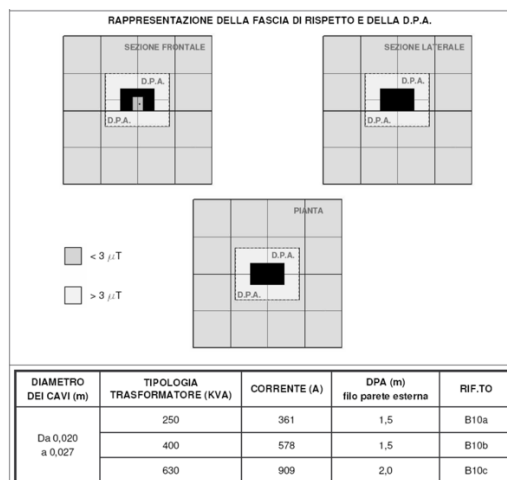 RAPPRESENTAZIONE DELLA FASCIA DI RISPETTO E DELLA D.P.A.
SEZIONE FRONTALE
D.P.A.
D.P.A.
SEZIONE LATERALE
D.P.A.
D.P.A.
PIANTA
D.P.A.
D.P.A.
< 3 μT
> 3 μT
DIAMETRO DEI CAVI (m) TIPOLOGIA TRASFORMATORE (KVA) CORRENTE (A) DPA (m) filo parete esterna RIF.TO
Da 0,020 a 0,027
250 361 1,5 B10a
400 578 1,5 B10b
630 909 2,0 B10c